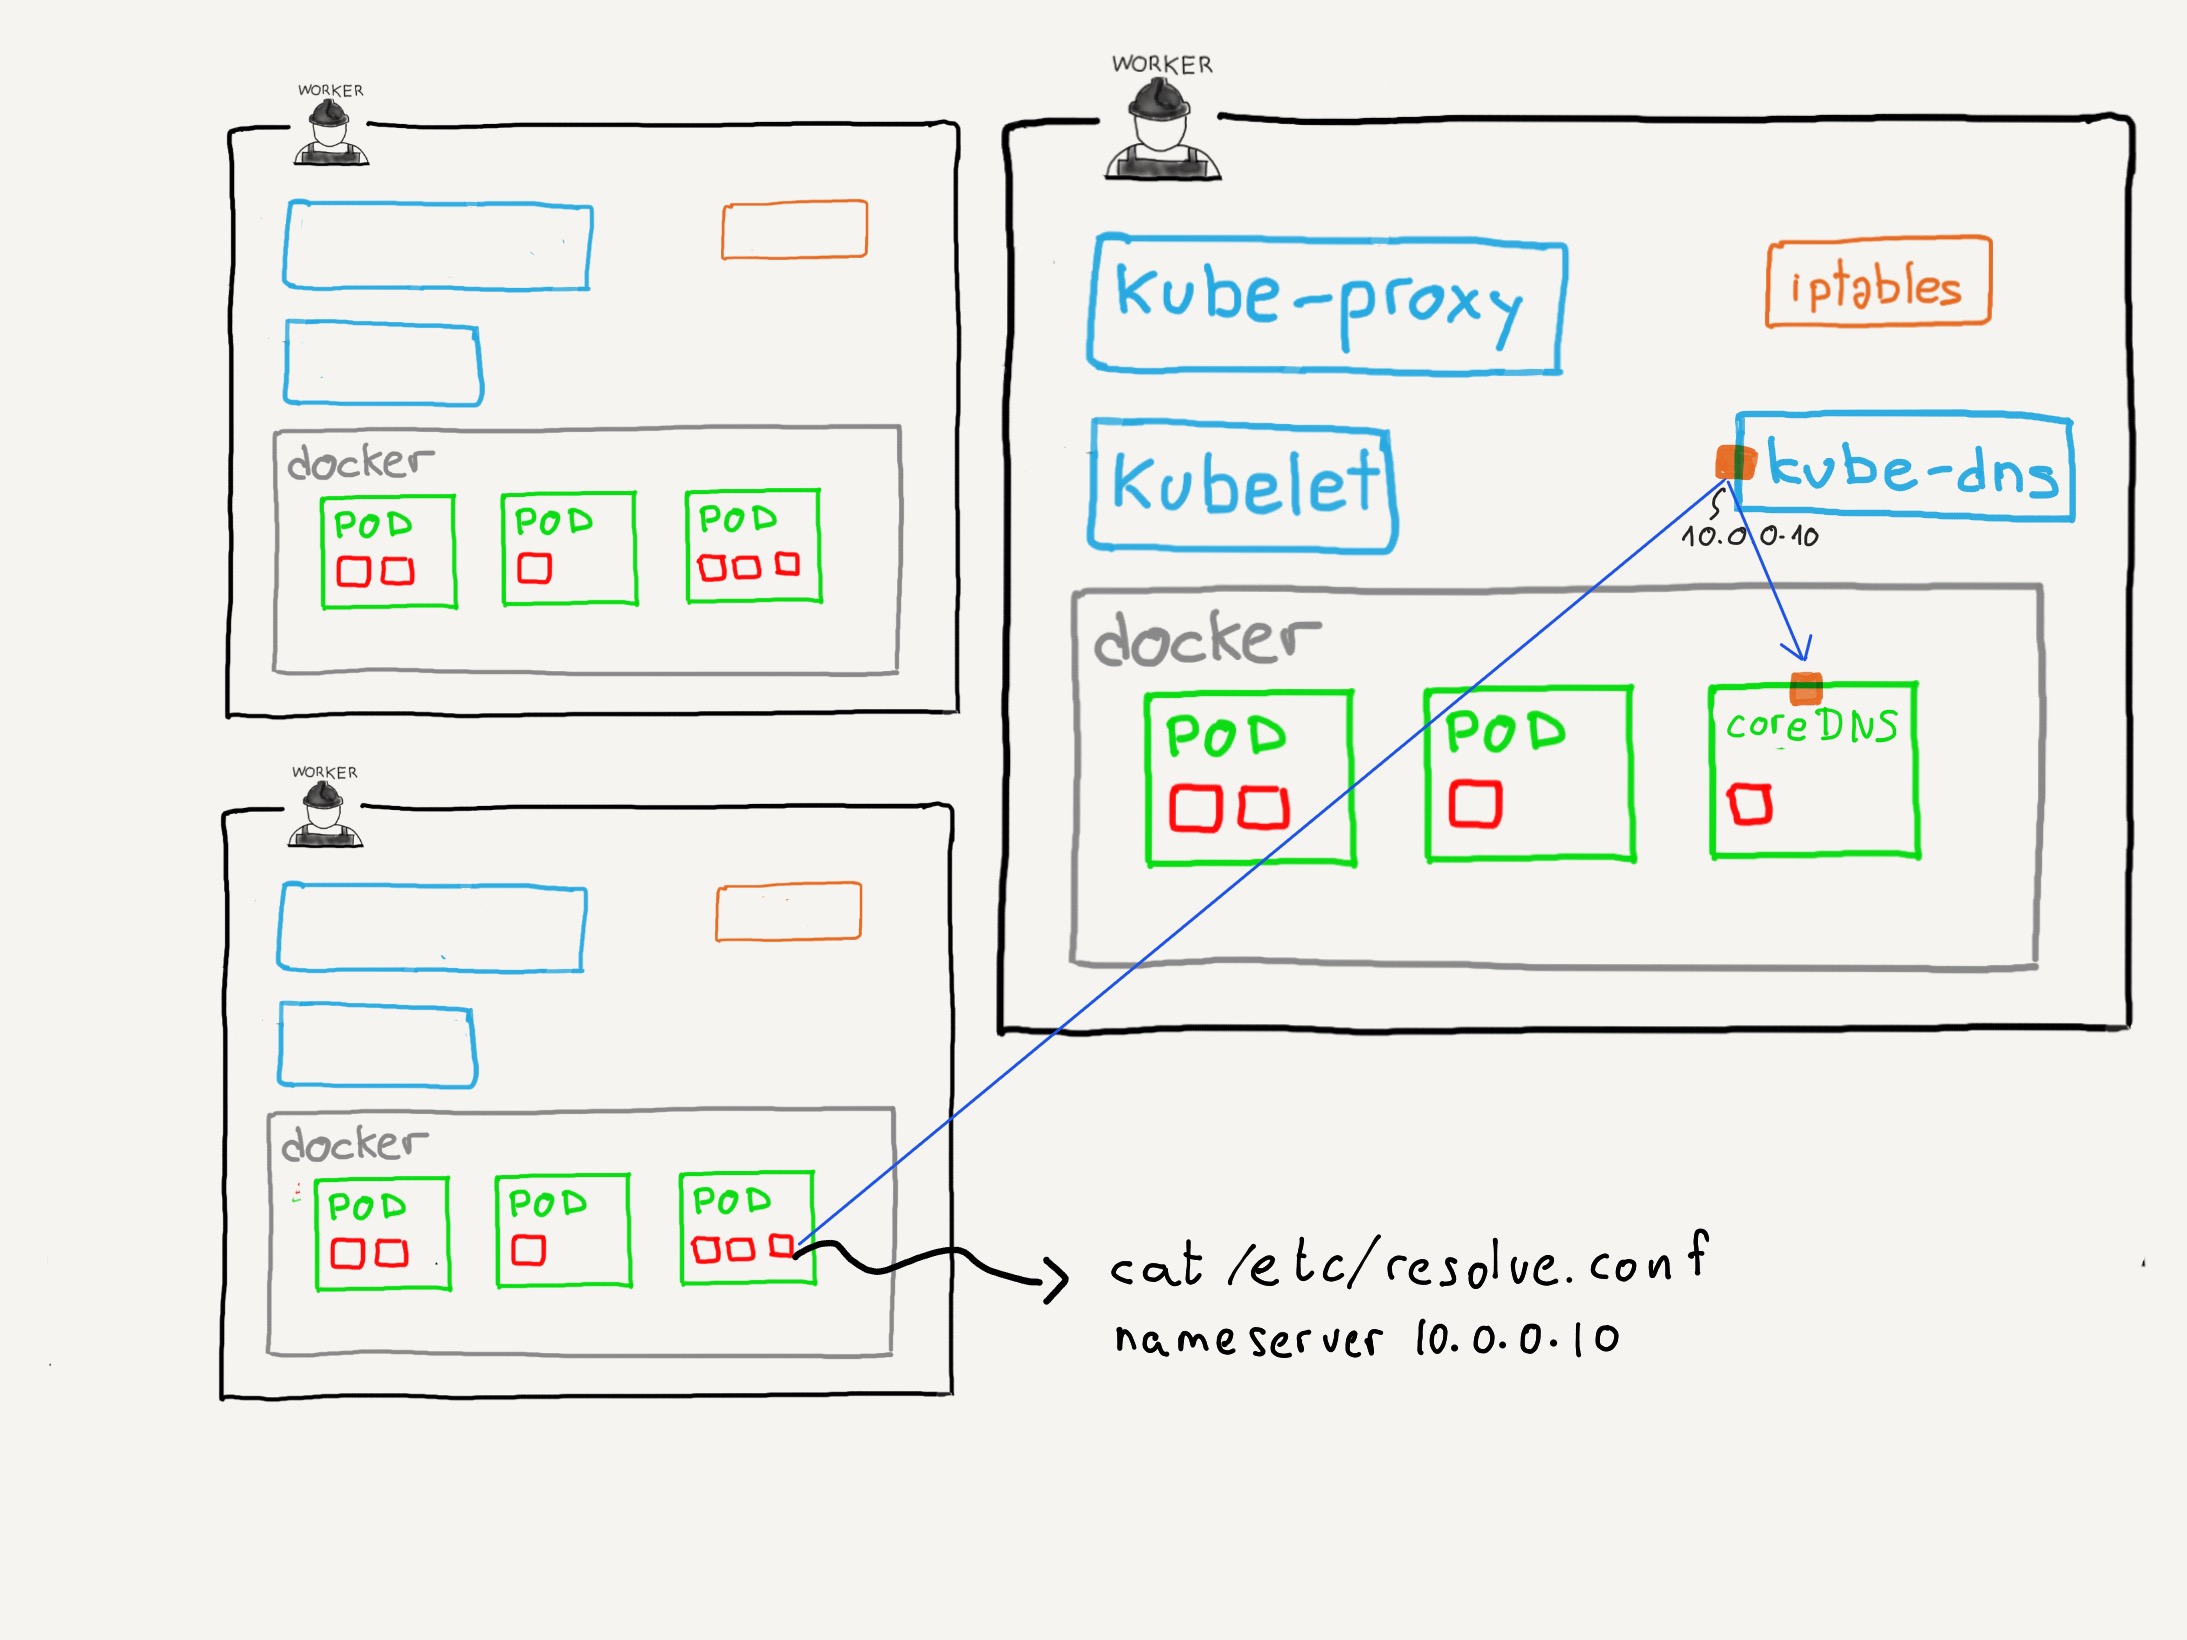 WORKER
docker
POD
POD
POD
WORKER
Kube-proxy
iptables
Kubelet
kube-dns
10.0 0.10
docker
POD
POD
coreDNS
WORKER
docker
POD
POD
POD
cat /etc/resolve.conf
nameserver 10.0.0.10